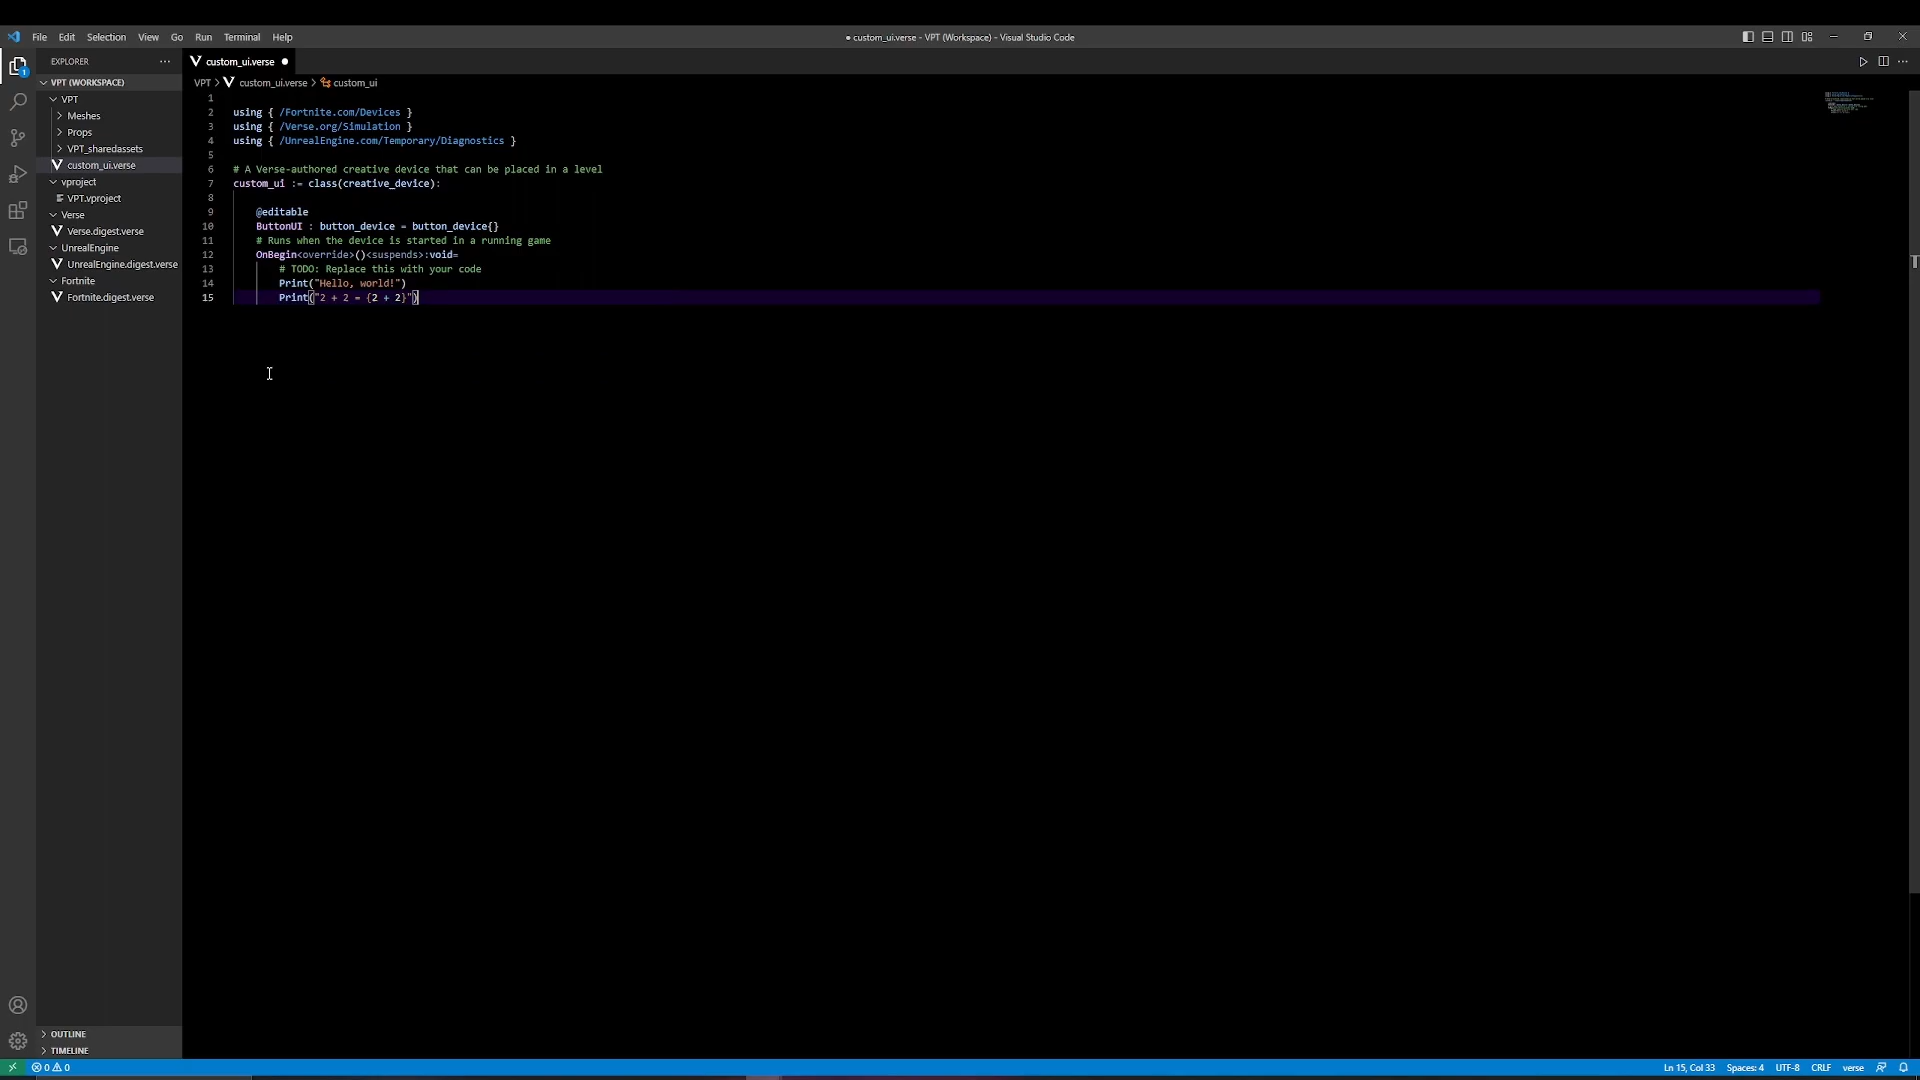 File Edit Selection View Go Run Terminal Help
● custom_ui.verse - VPT (Workspace) - Visual Studio Code
EXPLORER
custom_ui.verse
VPT (WORKSPACE)
VPT > custom_ui.verse > custom_ui
VPT
Meshes
Props
VPT_sharedassets
custom_ui.verse
vproject
VPT.vproject
Verse
Verse.digest.verse
UnrealEngine
UnrealEngine.digest.verse
Fortnite
Fortnite.digest.verse
1
2 using { /Fortnite.com/Devices }
3 using { /Verse.org/Simulation }
4 using { /UnrealEngine.com/Temporary/Diagnostics }
5
6 # A Verse-authored creative device that can be placed in a level
7 custom_ui := class(creative_device):
8
9 @editable
10 ButtonUI : button_device = button_device{}
11 # Runs when the device is started in a running game
12 OnBegin<override>()<suspends>:void=
13 # TODO: Replace this with your code
14 Print("Hello, world!")
15 Print("2 + 2 = {2 + 2}")
OUTLINE
TIMELINE
0 0
Ln 15, Col 33 Spaces: 4 UTF-8 CRLF verse
1